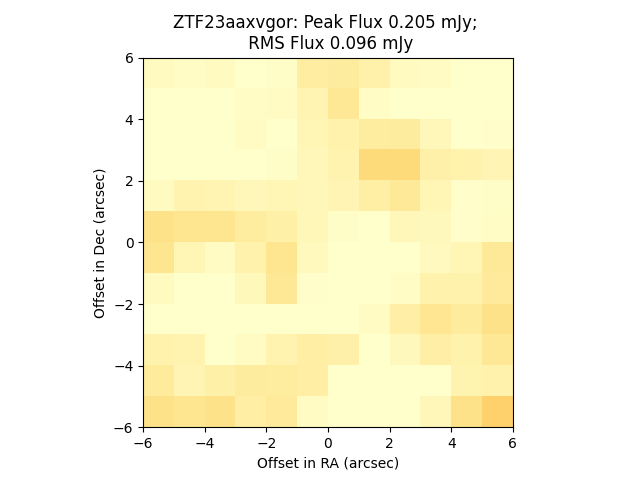 ZTF23aaxvgor: Peak Flux 0.205 mJy;
RMS Flux 0.096 mJy
6
4
2
0
−2
−4
−6
Offset in Dec (arcsec)
−6 −4 −2 0 2 4 6
Offset in RA (arcsec)